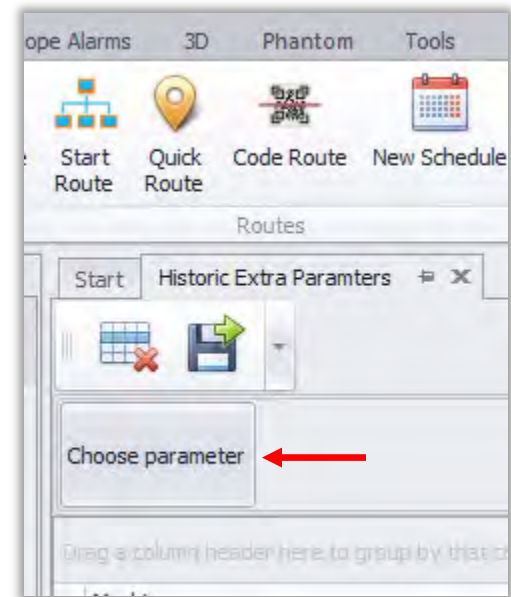 ope Alarms 3D Phantom Tools
Start Quick Code Route New Schedule
Route Route
Routes
Start Historic Extra Paramters
Choose parameter
Drag a column header here to group by that c